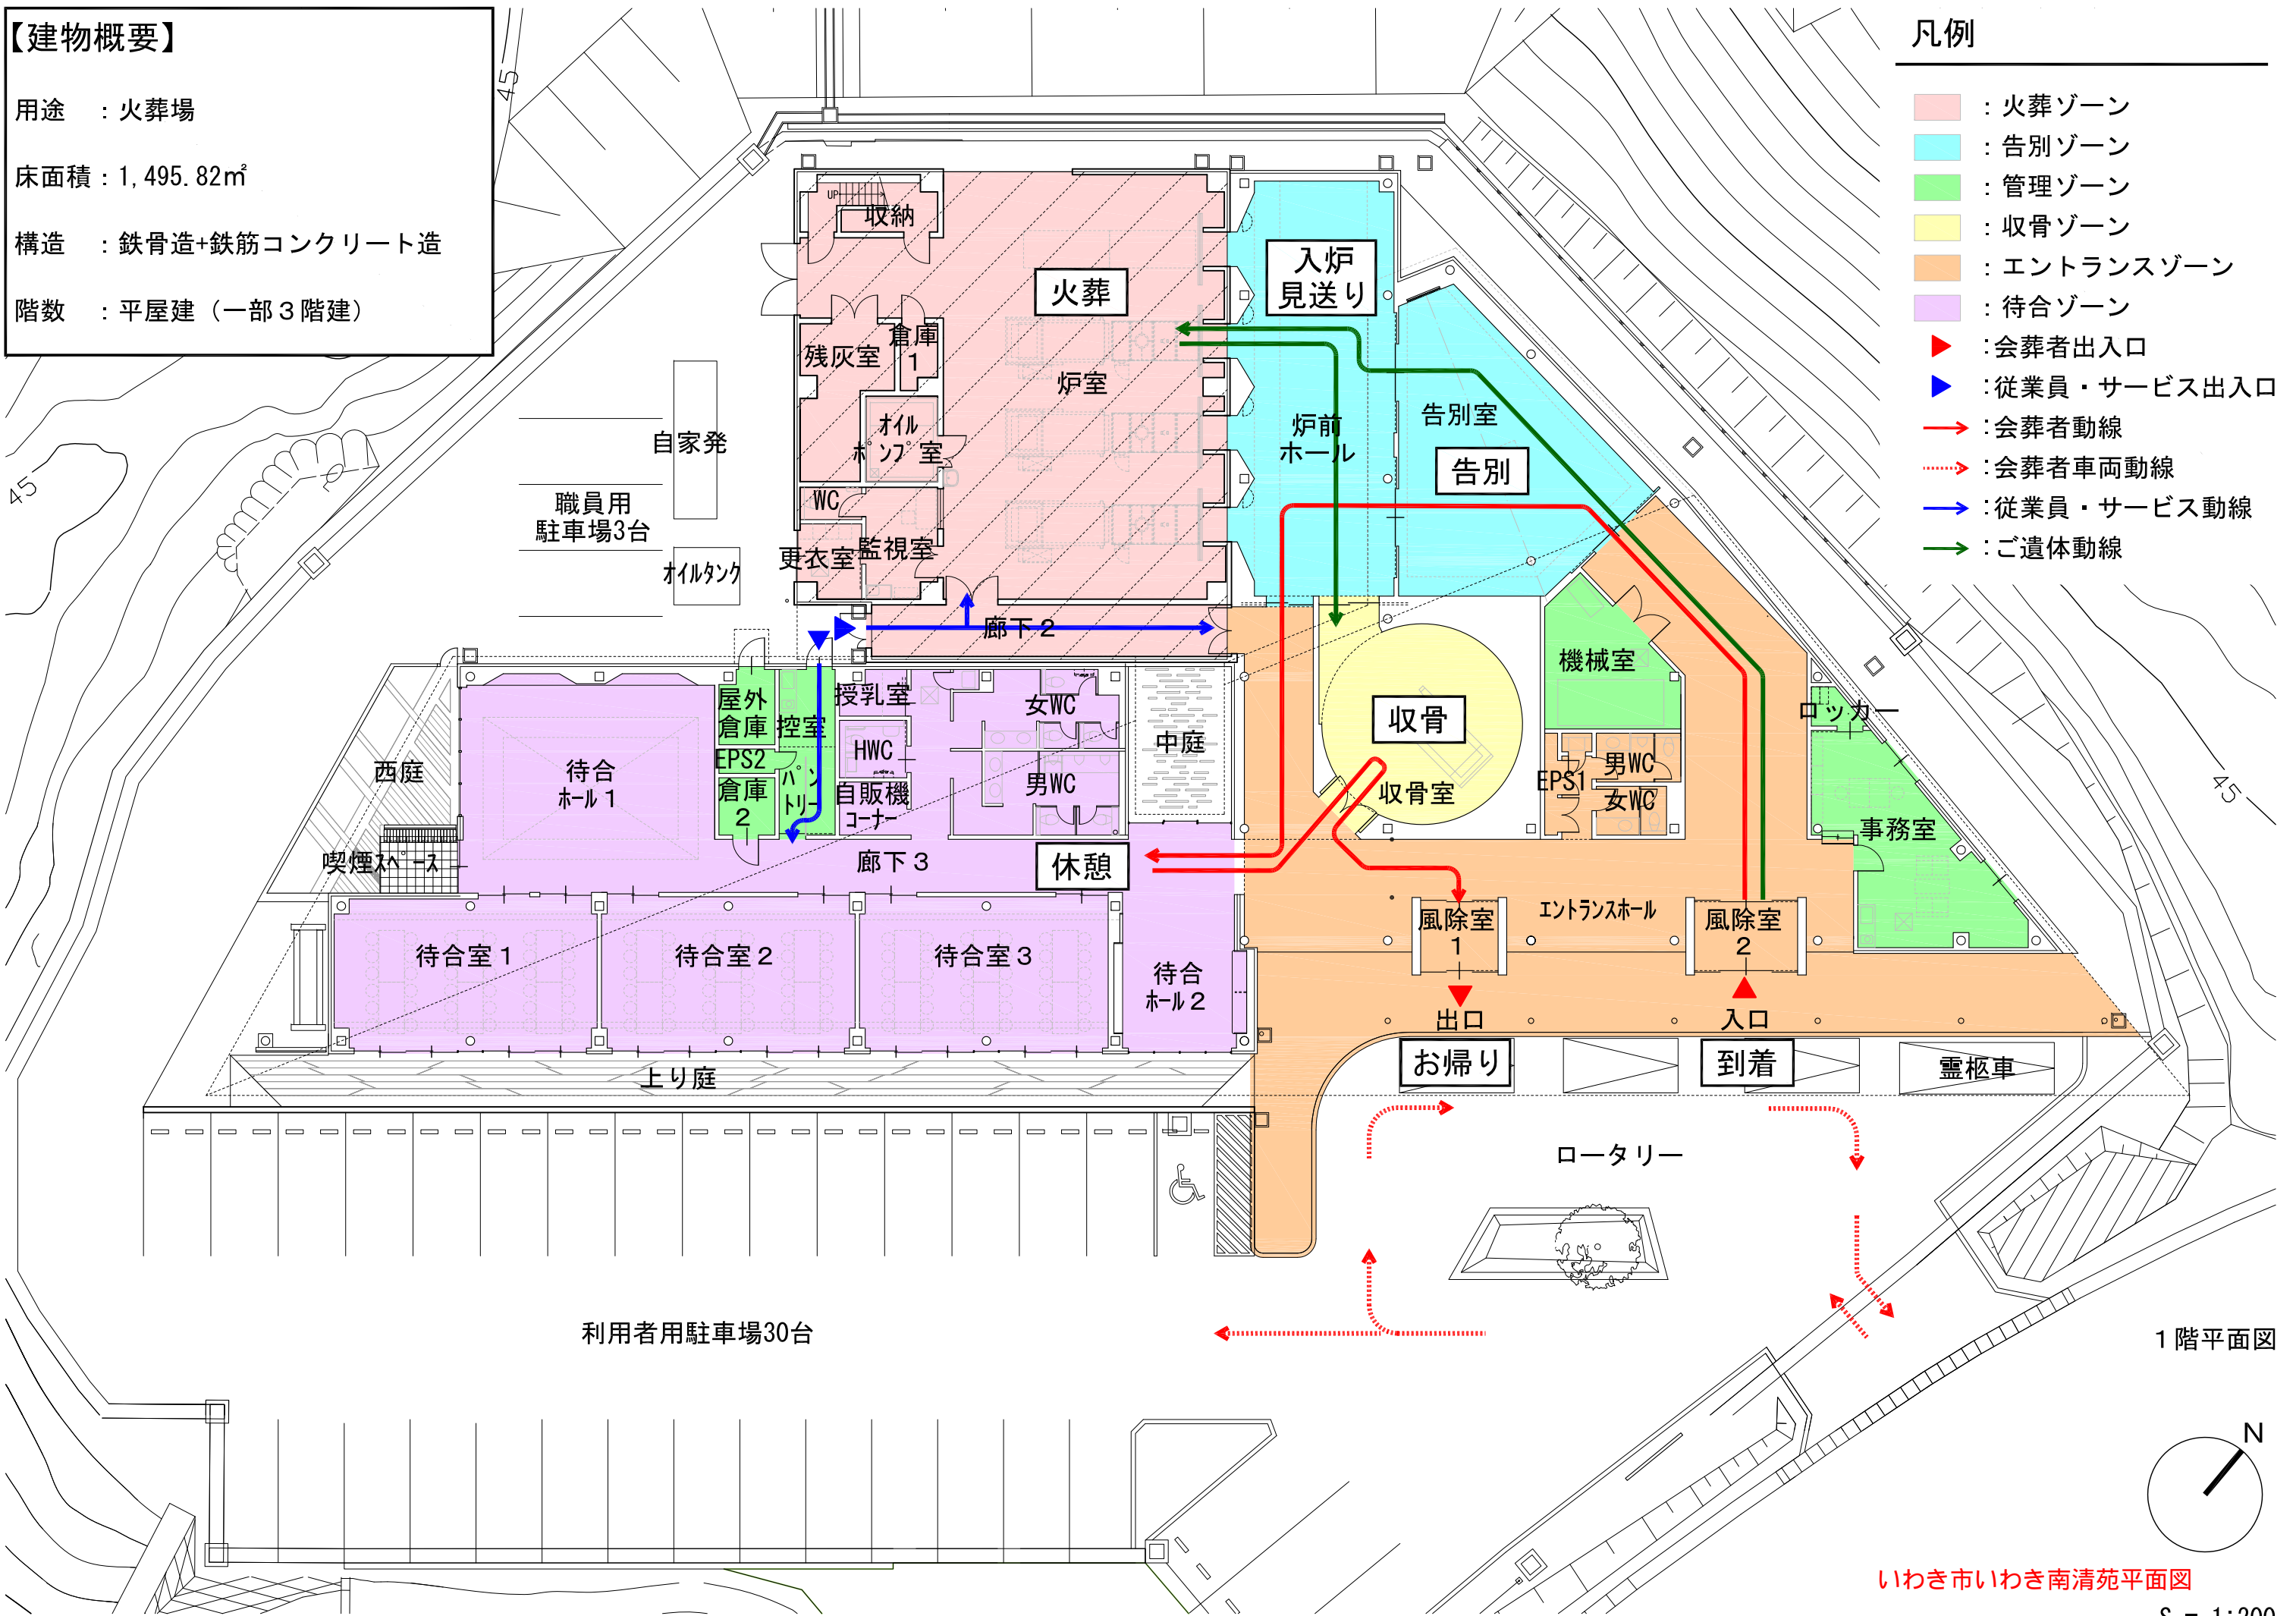 【建物概要】
用途　：火葬場
床面積：1,495.82㎡
構造　：鉄骨造+鉄筋コンクリート造
階数　：平屋建（一部３階建）
凡例
：火葬ゾーン
：告別ゾーン
：管理ゾーン
：収骨ゾーン
：エントランスゾーン
：待合ゾーン
：会葬者出入口
：従業員・サービス出入口
：会葬者動線
：会葬者車両動線
：従業員・サービス動線
：ご遺体動線
45
45
45
UP
収納
火葬
入炉
見送り
残灰室
倉庫
1
炉室
オイル
ポンプ室
炉前
ホール
告別室
告別
自家発
職員用
駐車場3台
オイルタンク
WC
更衣室
監視室
廊下２
屋外
倉庫
控室
授乳室
女WC
中庭
収骨
機械室
ロッカー
西庭
待合
ホール１
EPS2
倉庫
2
パン
トリー
HWC
自販機
コーナー
男WC
収骨室
EPS1
男WC
女WC
事務室
喫煙スペース
廊下３
休憩
風除室
1
エントランスホール
風除室
2
待合室１
待合室２
待合室３
待合
ホール２
出口
入口
お帰り
到着
霊柩車
上り庭
ロータリー
利用者用駐車場30台
１階平面図
N
いわき市いわき南清苑平面図
S = 1:200